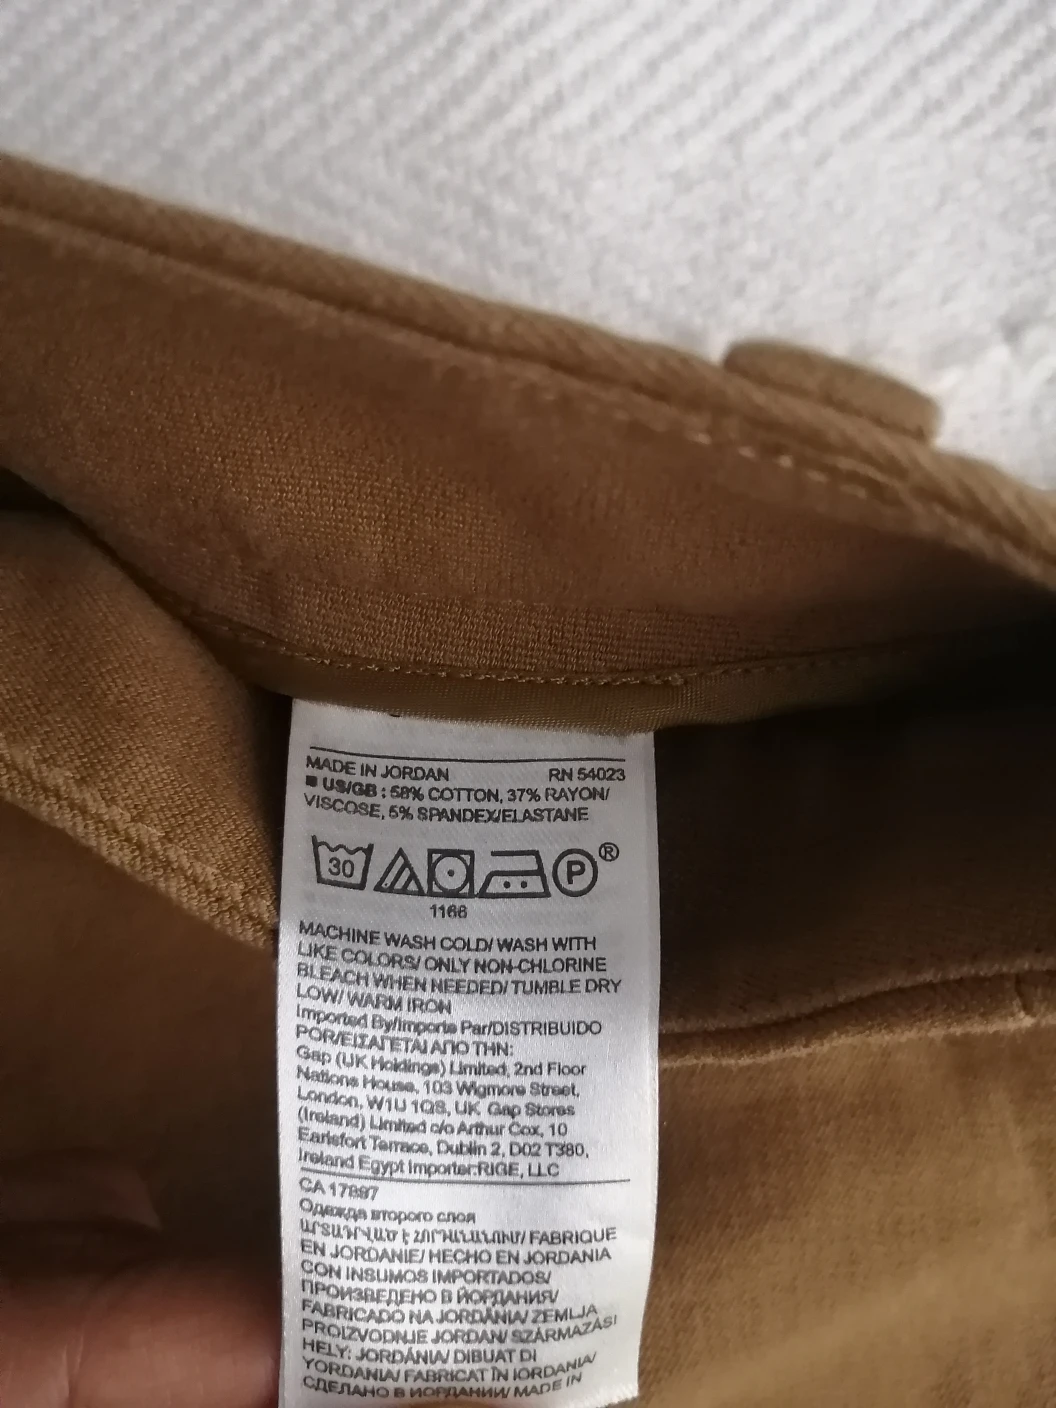 MADE IN JORDAN RN 54023
■ US/GB : 58% COTTON, 37% RAYON/
VISCOSE, 5% SPANDEX/ELASTANE
30 P ®
1166
MACHINE WASH COLD/ WASH WITH
LIKE COLORS/ ONLY NON-CHLORINE
BLEACH WHEN NEEDED/ TUMBLE DRY
LOW/ WARM IRON
Imported By/Importe Par/DISTRIBUIDO
POR/ΕΙΣΑΓΕΤΑΙ ΑΠΟ ΤΗΝ:
Gap (UK Holdings) Limited, 2nd Floor
Nations House, 103 Wigmore Street,
London, W1U 1QS, UK Gap Stores
(Ireland) Limited c/o Arthur Cox, 10
Earlsfort Terrace, Dublin 2, D02 T380,
Ireland Egypt Importer:RIGE, LLC
CA 17897
Одежда второго слоя
ԱՐՏԱԴՐՎԱԾ Է ՀՈՐԴԱՆԱՆՈՒՄ/ FABRIQUE
EN JORDANIE/ HECHO EN JORDANIA
CON INSUMOS IMPORTADOS/
ПРОИЗВЕДЕНО В ЙОРДАНИЯ/
FABRICADO NA JORDÂNIA/ ZEMLJA
PROIZVODNJE JORDAN/ SZÁRMAZÁSI
HELY: JORDÁNIA/ DIBUAT DI
YORDANIA/ FABRICAT ÎN IORDANIA/
СДЕЛАНО В ИОРДАНИИ/ MADE IN